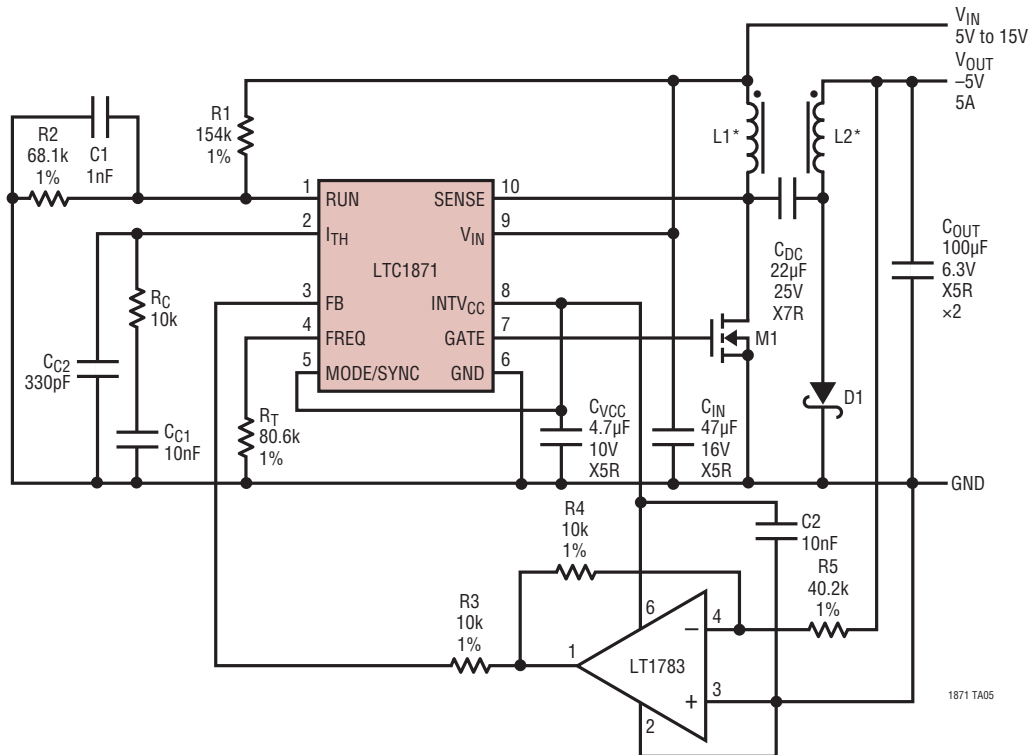 V_IN
5V to 15V
V_OUT
–5V
5A
R1
154k
1%
R2
68.1k
1%
C1
1nF
L1*
L2*
1
RUN
SENSE
10
2
I_TH
V_IN
9
LTC1871
3
FB
INTV_CC
8
4
FREQ
GATE
7
5
MODE/SYNC
GND
6
C_DC
22µF
25V
X7R
C_OUT
100µF
6.3V
X5R
×2
R_C
10k
M1
D1
C_C2
330pF
C_C1
10nF
R_T
80.6k
1%
C_VCC
4.7µF
10V
X5R
C_IN
47µF
16V
X5R
GND
R4
10k
1%
C2
10nF
R5
40.2k
1%
R3
10k
1%
6
4
–
1
LT1783
3
+
2
1871 TA05